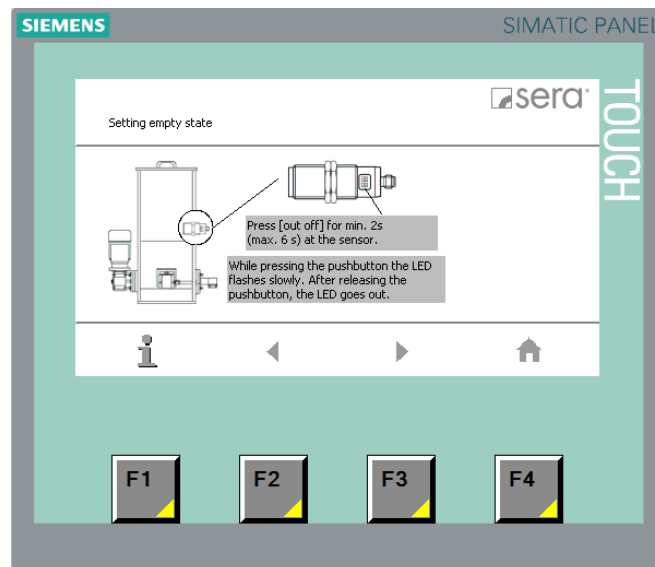 SIEMENS
SIMATIC PANEL
sera
TOUCH
Setting empty state
Press [out off] for min. 2s
(max. 6 s) at the sensor.
While pressing the pushbutton the LED
flashes slowly. After releasing the
pushbutton, the LED goes out.
F1
F2
F3
F4